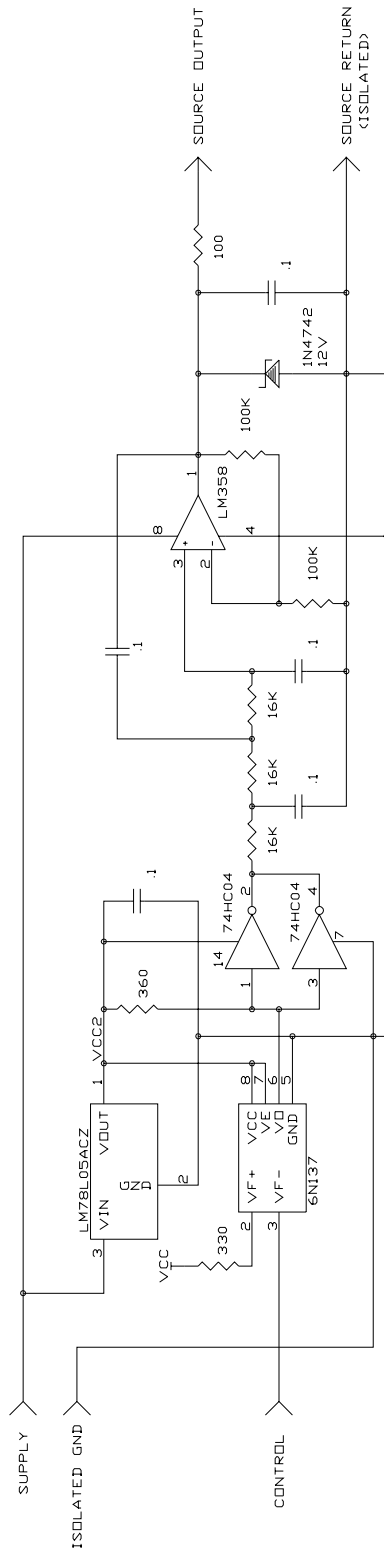 SUPPLY
ISOLATED GND
CONTROL
LM78L05ACZ
3
VIN
VOUT
1
GND
2
VCC2
360
.1
VCC
330
2
3
VF+
VF-
VCC
VE
VO
GND
8
7
6
5
6N137
14
1
2
74HC04
3
4
7
74HC04
16K
16K
16K
.1
.1
.1
3
2
+
-
8
4
1
LM358
100K
100K
1N4742
12V
.1
100
SOURCE OUTPUT
SOURCE RETURN
(ISOLATED)